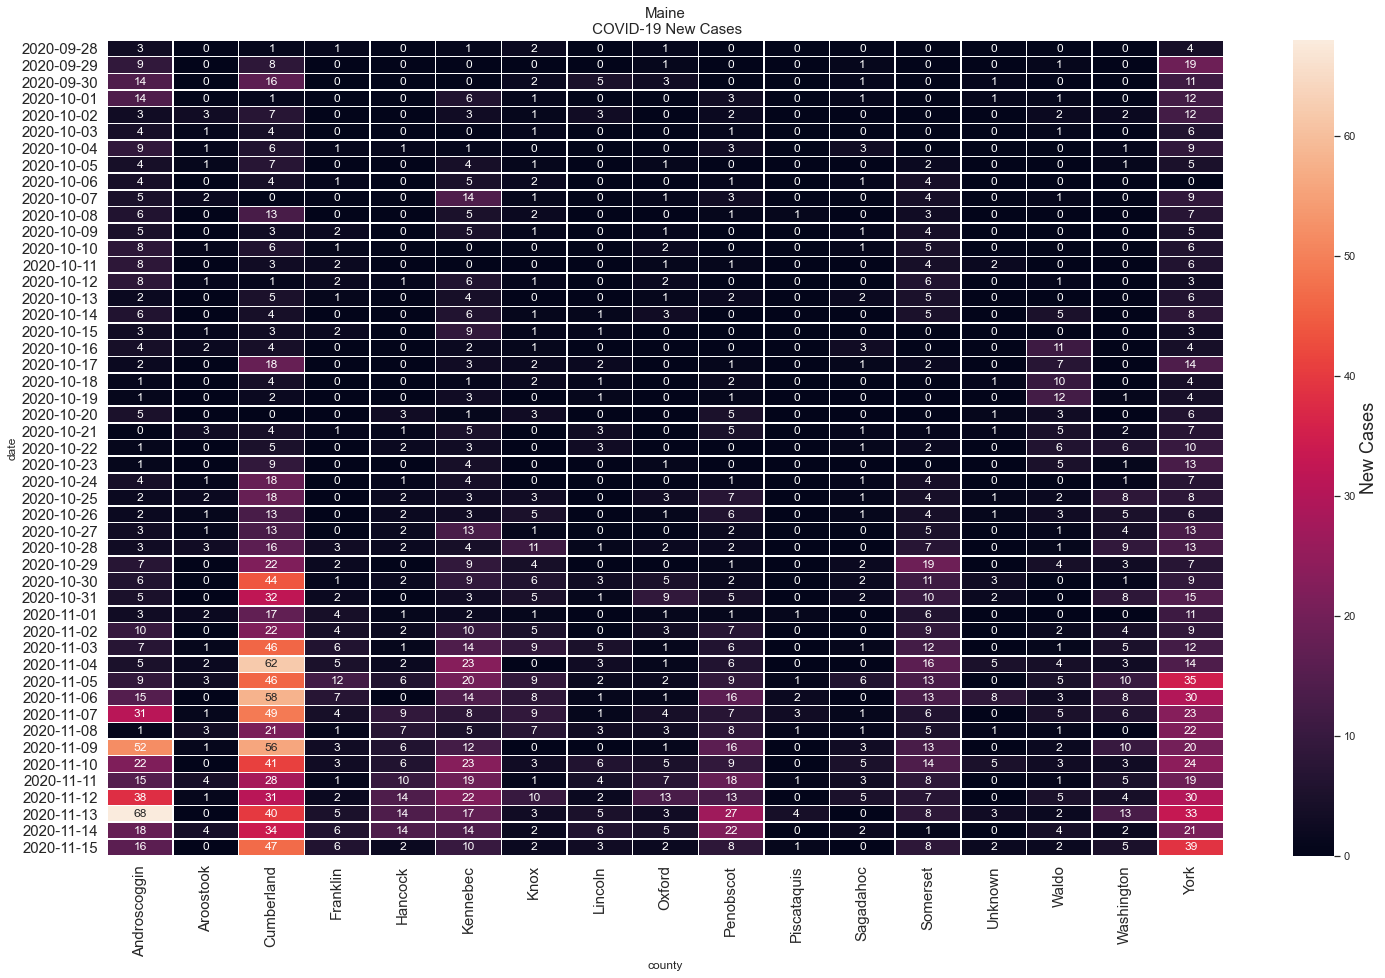 Maine
COVID-19 New Cases
2020-09-28 3 0 1 1 0 1 2 0 1 0 0 0 0 0 0 0 4
2020-09-29 9 0 8 0 0 0 0 0 1 0 0 1 0 0 1 0 19
2020-09-30 14 0 16 0 0 0 2 5 3 0 0 1 0 1 0 0 11
2020-10-01 14 0 1 0 0 6 1 0 0 3 0 1 0 1 1 0 12
2020-10-02 3 3 7 0 0 3 1 3 0 2 0 0 0 0 2 2 12
2020-10-03 4 1 4 0 0 0 1 0 0 1 0 0 0 0 1 0 6
2020-10-04 9 1 6 1 1 1 0 0 0 3 0 3 0 0 0 1 9
2020-10-05 4 1 7 0 0 4 1 0 1 0 0 0 2 0 0 1 5
2020-10-06 4 0 4 1 0 5 2 0 0 1 0 1 4 0 0 0 0
2020-10-07 5 2 0 0 0 14 1 0 1 3 0 0 4 0 1 0 9
2020-10-08 6 0 13 0 0 5 2 0 0 1 1 0 3 0 0 0 7
2020-10-09 5 0 3 2 0 5 1 0 1 0 0 1 4 0 0 0 5
2020-10-10 8 1 6 1 0 0 0 0 2 0 0 1 5 0 0 0 6
2020-10-11 8 0 3 2 0 0 0 0 1 1 0 0 4 2 0 0 6
2020-10-12 8 1 1 2 1 6 1 0 2 0 0 0 6 0 1 0 3
2020-10-13 2 0 5 1 0 4 0 0 1 2 0 2 5 0 0 0 6
2020-10-14 6 0 4 0 0 6 1 1 3 0 0 0 5 0 5 0 8
2020-10-15 3 1 3 2 0 9 1 1 0 0 0 0 0 0 0 0 3
2020-10-16 4 2 4 0 0 2 1 0 0 0 0 3 0 0 11 0 4
2020-10-17 2 0 18 0 0 3 2 2 0 1 0 1 2 0 7 0 14
2020-10-18 1 0 4 0 0 1 2 1 0 2 0 0 0 1 10 0 4
2020-10-19 1 0 2 0 0 3 0 1 0 1 0 0 0 0 12 1 4
2020-10-20 5 0 0 0 3 1 3 0 0 5 0 0 0 1 3 0 6
2020-10-21 0 3 4 1 1 5 0 3 0 5 0 1 1 1 5 2 7
2020-10-22 1 0 5 0 2 3 0 3 0 0 0 1 2 0 6 6 10
2020-10-23 1 0 9 0 0 4 0 0 1 0 0 0 0 0 5 1 13
2020-10-24 4 1 18 0 1 4 0 0 0 1 0 1 4 0 0 1 7
2020-10-25 2 2 18 0 2 3 3 0 3 7 0 1 4 1 2 8 8
2020-10-26 2 1 13 0 2 3 5 0 1 6 0 1 4 1 3 5 6
2020-10-27 3 1 13 0 2 13 1 0 0 2 0 0 5 0 1 4 13
2020-10-28 3 3 16 3 2 4 11 1 2 2 0 0 7 0 1 9 13
2020-10-29 7 0 22 2 0 9 4 0 0 1 0 2 19 0 4 3 7
2020-10-30 6 0 44 1 2 9 6 3 5 2 0 2 11 3 0 1 9
2020-10-31 5 0 32 2 0 3 5 1 9 5 0 2 10 2 0 8 15
2020-11-01 3 2 17 4 1 2 1 0 1 1 1 0 6 0 0 0 11
2020-11-02 10 0 22 4 2 10 5 0 3 7 0 0 9 0 2 4 9
2020-11-03 7 1 46 6 1 14 9 5 1 6 0 1 12 0 1 5 12
2020-11-04 5 2 62 5 2 23 0 3 1 6 0 0 16 5 4 3 14
2020-11-05 9 3 46 12 6 20 9 2 2 9 1 6 13 0 5 10 35
2020-11-06 15 0 58 7 0 14 8 1 1 16 2 0 13 8 3 8 30
2020-11-07 31 1 49 4 9 8 9 1 4 7 3 1 6 0 5 6 23
2020-11-08 1 3 21 1 7 5 7 3 3 8 1 1 5 1 1 0 22
2020-11-09 52 1 56 3 6 12 0 0 1 16 0 3 13 0 2 10 20
2020-11-10 22 0 41 3 6 23 3 6 5 9 0 5 14 5 3 3 24
2020-11-11 15 4 28 1 10 19 1 4 7 18 1 3 8 0 1 5 19
2020-11-12 38 1 31 2 14 22 10 2 13 13 0 5 7 0 5 4 30
2020-11-13 68 0 40 5 14 17 3 5 3 27 4 0 8 3 2 13 33
2020-11-14 18 4 34 6 14 14 2 6 5 22 0 2 1 0 4 2 21
2020-11-15 16 0 47 6 2 10 2 3 2 8 1 0 8 2 2 5 39
date
Androscoggin Aroostook Cumberland Franklin Hancock Kennebec Knox Lincoln Oxford Penobscot Piscataquis Sagadahoc Somerset Unknown Waldo Washington York
county
60
50
40
30
20
10
0
New Cases